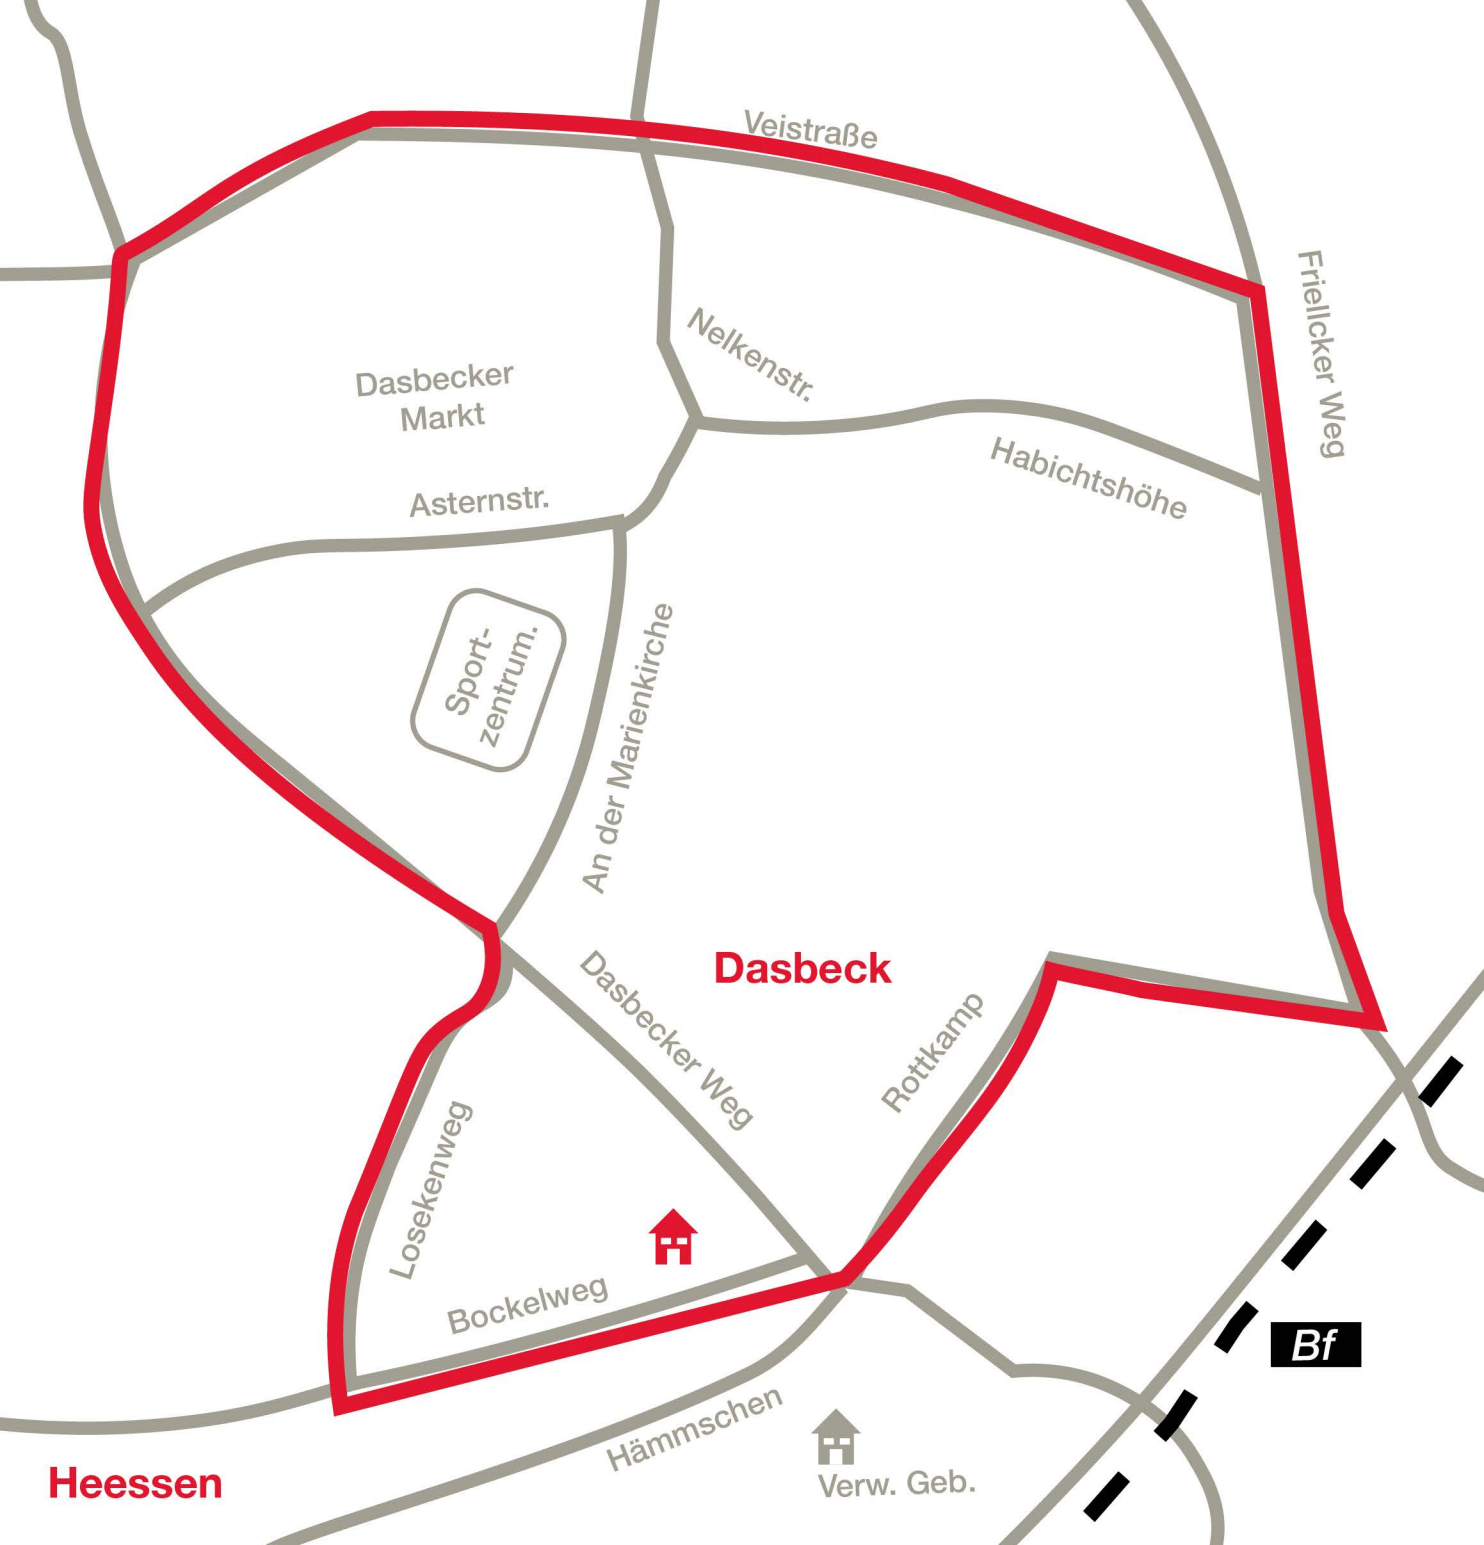 Veistraße
Friellcker Weg
Nelkenstr.
Dasbecker
Markt
Habichtshöhe
Asternstr.
Sport-
zentrum.
An der Marienkirche
Dasbeck
Dasbecker Weg
Rottkamp
Losekenweg
Bockelweg
Bf
Hämmschen
Heessen
Verw. Geb.